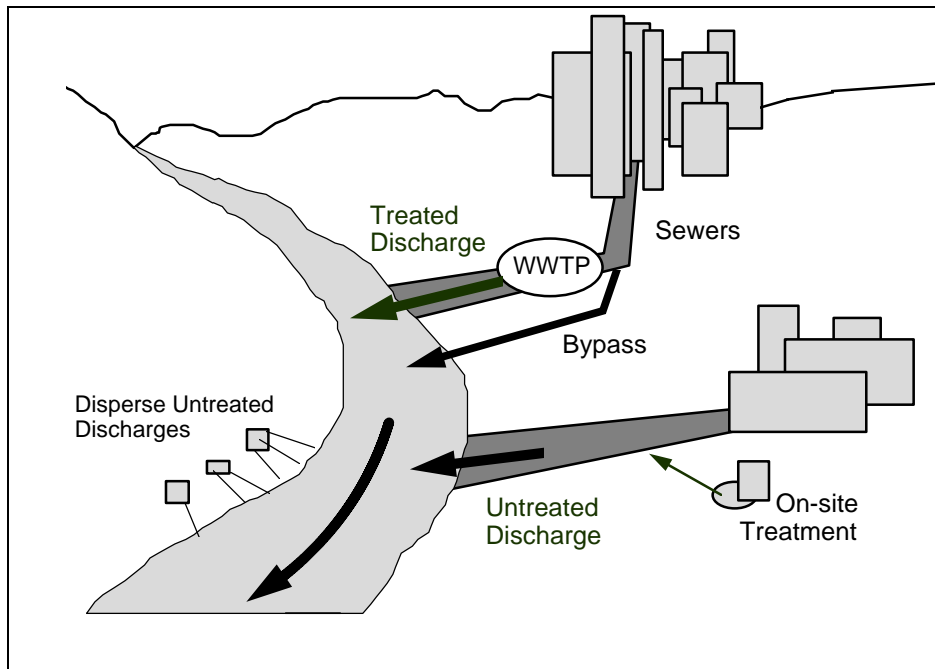 Treated
Discharge
Sewers
WWTP
Bypass
Disperse Untreated
Discharges
Untreated
Discharge
On-site
Treatment